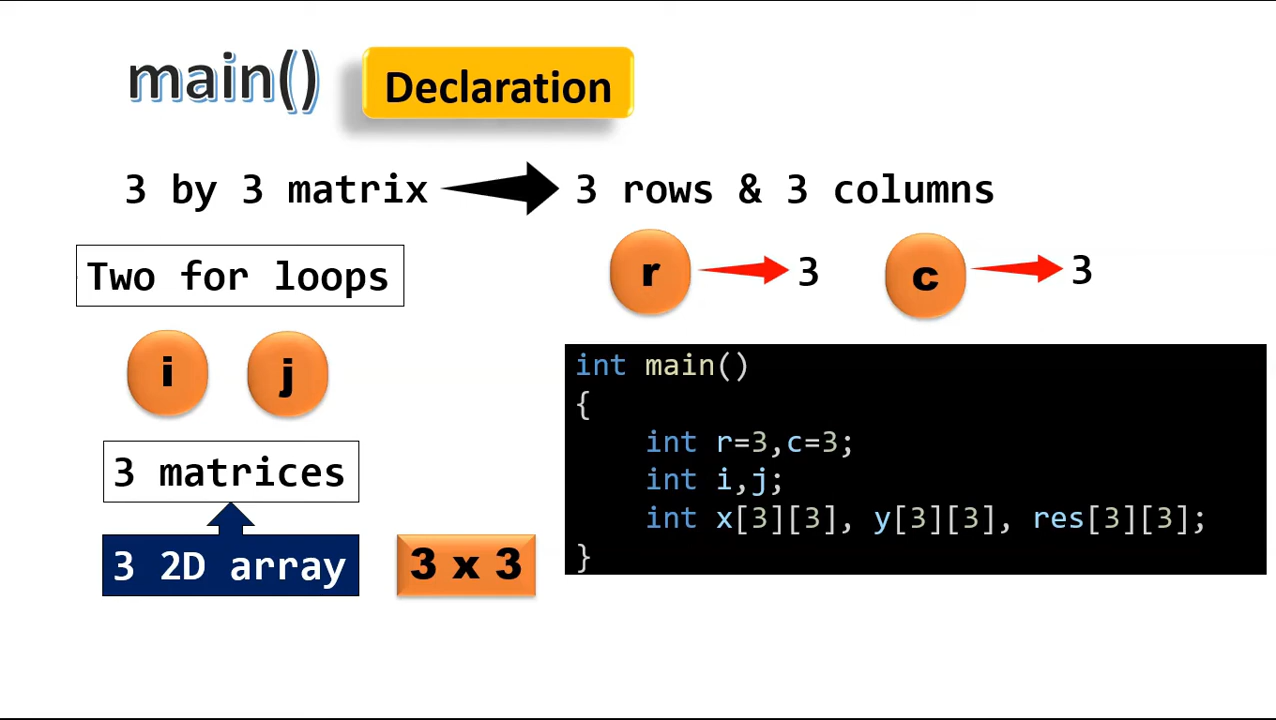 main() Declaration
3 by 3 matrix 3 rows & 3 columns
Two for loops
r 3 c 3
i j
3 matrices
3 2D array
3 x 3
int main()
{
    int r=3,c=3;
    int i,j;
    int x[3][3], y[3][3], res[3][3];
}